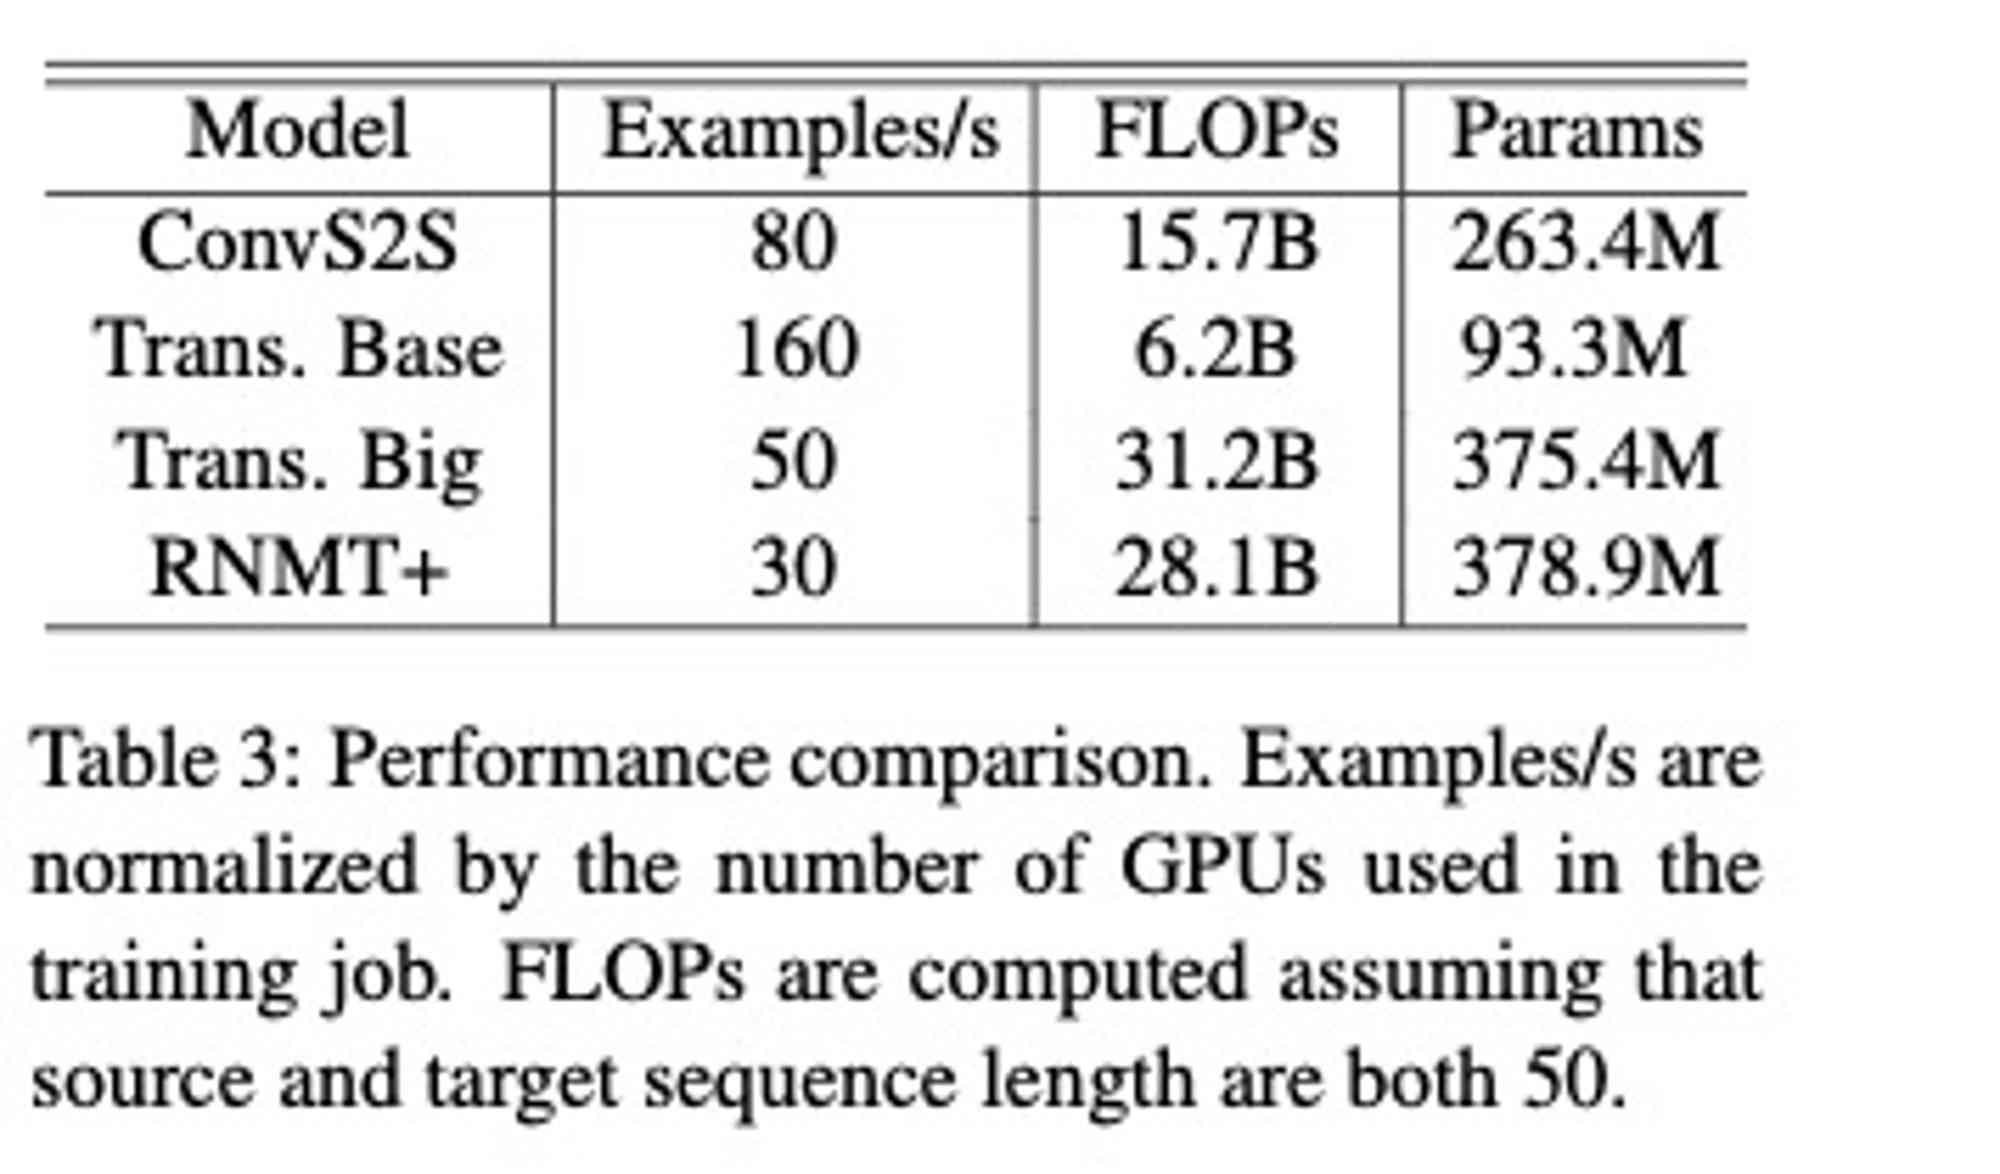 Model Examples/s FLOPs Params
ConvS2S 80 15.7B 263.4M
Trans. Base 160 6.2B 93.3M
Trans. Big 50 31.2B 375.4M
RNMT+ 30 28.1B 378.9M
Table 3: Performance comparison. Examples/s are
normalized by the number of GPUs used in the
training job. FLOPs are computed assuming that
source and target sequence length are both 50.